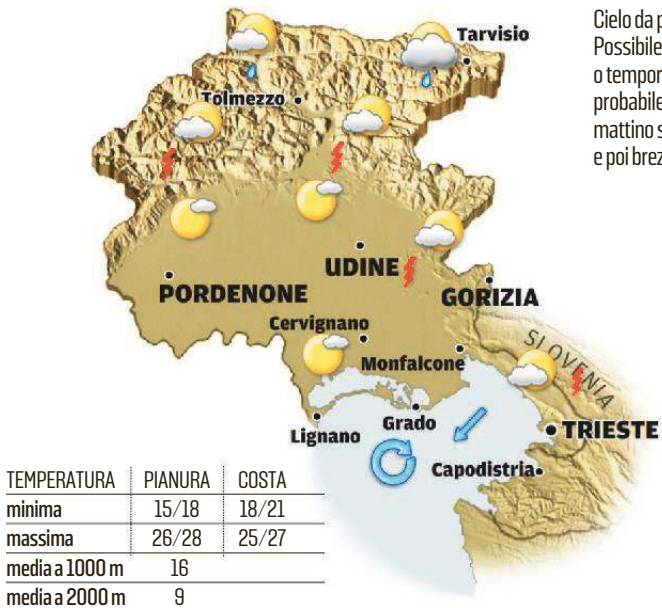 Cielo da p
Possibile
o tempor
probabile
mattino s
e poi brez
Tarvisio
Tolmezzo
UDINE
PORDENONE
GORIZIA
Cervignano
SLOVENIA
Monfalcone
Lignano
Grado
TRIESTE
Capodistria
TEMPERATURA PIANURA COSTA
minima 15/18 18/21
massima 26/28 25/27
media a 1000 m 16
media a 2000 m 9